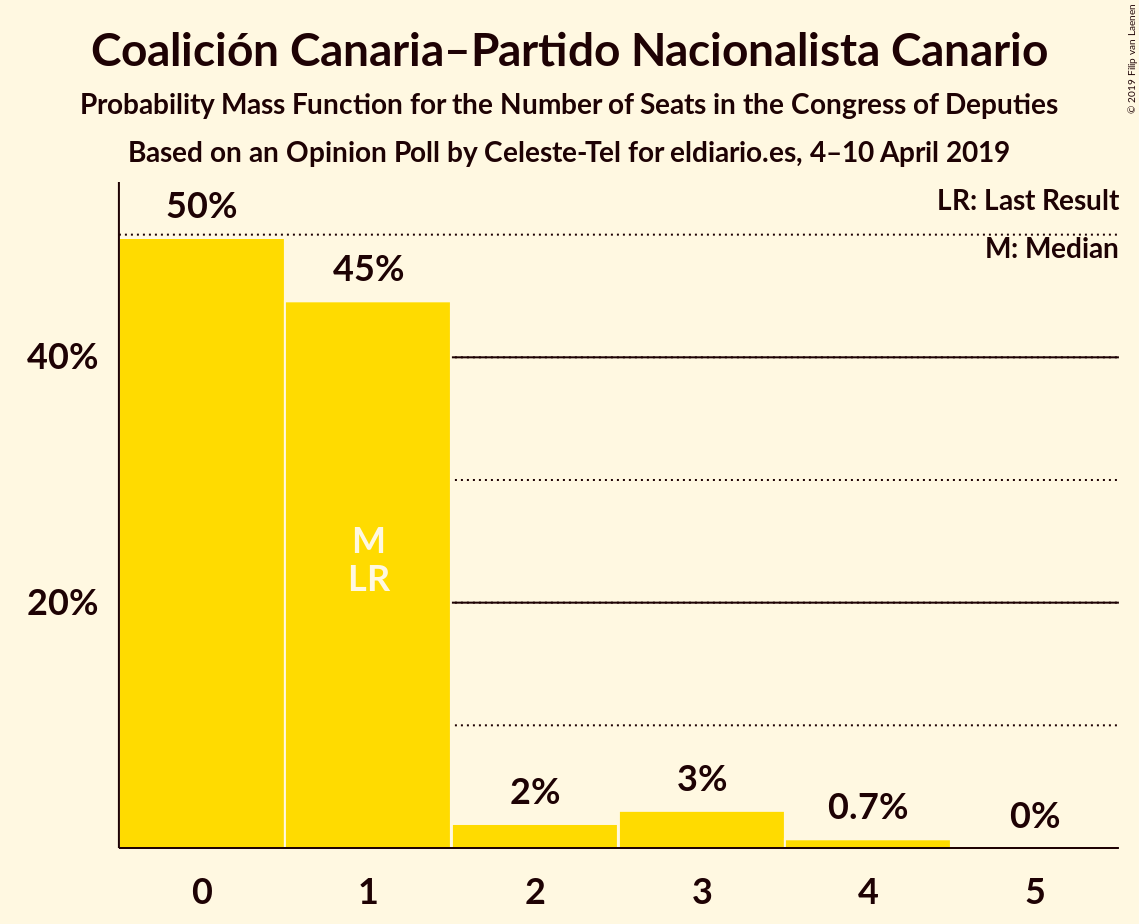 Coalición Canaria–Partido Nacionalista Canario
Probability Mass Function for the Number of Seats in the Congress of Deputies
Based on an Opinion Poll by Celeste-Tel for eldiario.es, 4–10 April 2019
© 2019 Filip van Laenen
LR: Last Result
M: Median
50%
45%
40%
M
LR
20%
2%
3%
0.7%
0%
0
1
2
3
4
5